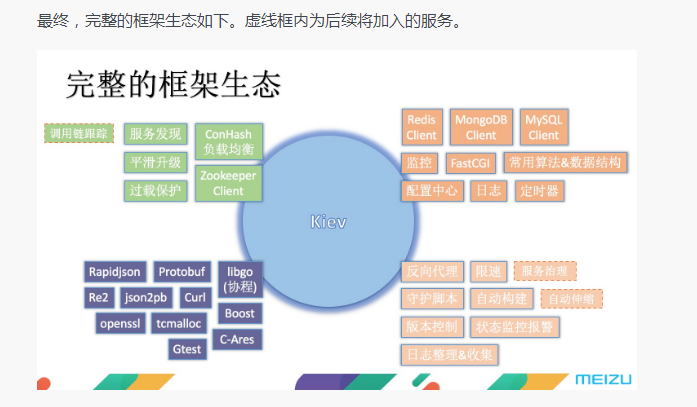 最终，完整的框架生态如下。虚线框内为后续将加入的服务。
完整的框架生态
调用链跟踪
服务发现
ConHash
负载均衡
平滑升级
过载保护
Zookeeper
Client
Redis
Client
MongoDB
Client
MySQL
Client
监控
FastCGI
常用算法&数据结构
配置中心
日志
定时器
Kiev
Rapidjson
Protobuf
libgo
(协程)
Re2
json2pb
Curl
Boost
openssl
tcmalloc
C-Ares
Gtest
反向代理
限速
服务治理
守护脚本
自动构建
自动伸缩
版本控制
状态监控报警
日志整理&收集
MEIZU